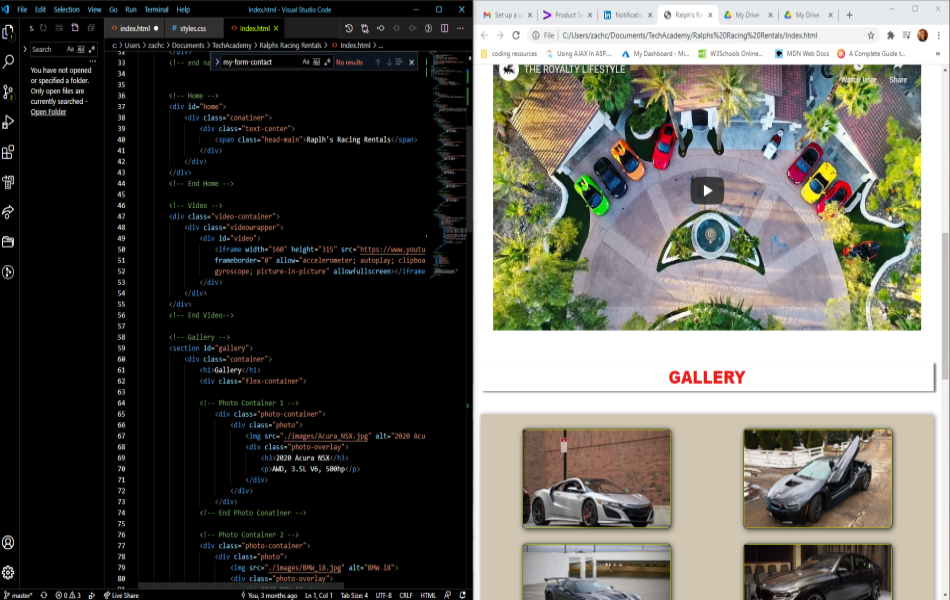 File Edit Selection View Go Run Terminal Help Index.html - Visual Studio Code
index.html styles.css Index.html
c: > Users > zachc > Documents > TechAcademy > Ralphs Racing Rentals > Index.html > ...
Search Aa
You have not opened
or specified a folder.
Only open files are
currently searched -
Open Folder
my-form-contact Aa No results
33 <!-- end na
34
35
36 <!-- Home -->
37 <div id="home">
38 <div class="conatiner">
39 <div class="text-center">
40 <span class="head-main">Raplh's Racing Rentals</span>
41 </div>
42 </div>
43 </div>
44 <!-- End Home -->
45
46 <!-- Video -->
47 <div class="video-container">
48 <div class="videowrapper">
49 <div id="video">
50 <iframe width="560" height="315" src="https://www.youtu
51 frameborder="0" allow="accelerometer; autoplay; clipboa
52 gyroscope; picture-in-picture" allowfullscreen></iframe
53 </div>
54 </div>
55 </div>
56 <!-- End Video-->
57
58 <!-- Gallery -->
59 <section id="gallery">
60 <div class="container">
61 <h1>Gallery</h1>
62 <div class="flex-container">
63
64 <!-- Photo Container 1 -->
65 <div class="photo-container">
66 <div class="photo">
67 <img src="./images/Acura_NSX.jpg" alt="2020 Acu
68 <div class="photo-overlay">
69 <h3>2020 Acura NSX</h3>
70 <p>AWD, 3.5L V6, 500hp</p>
71 </div>
72 </div>
73 </div>
74 <!-- End Photo Conatiner -->
75
76 <!-- Photo Container 2 -->
77 <div class="photo-container">
78 <div class="photo">
79 <img src="./images/BMW_i8.jpg" alt="BMW i8">
80 <div class="photo-overlay">
master* 0 3 Live Share You, 3 months ago Ln 1, Col 1 Tab Size: 4 UTF-8 CRLF HTML
Set up a w Product Se Notificatio Ralph's Ra My Drive My Drive
File C:/Users/zachc/Documents/TechAcademy/Ralphs%20Racing%20Rentals/Index.html
coding resources Using AJAX in ASP.... My Dashboard - Mi... W3Schools Online... MDN Web Docs A Complete Guide t...
THE ROYALTY LIFESTYLE
Watch later Share
GALLERY